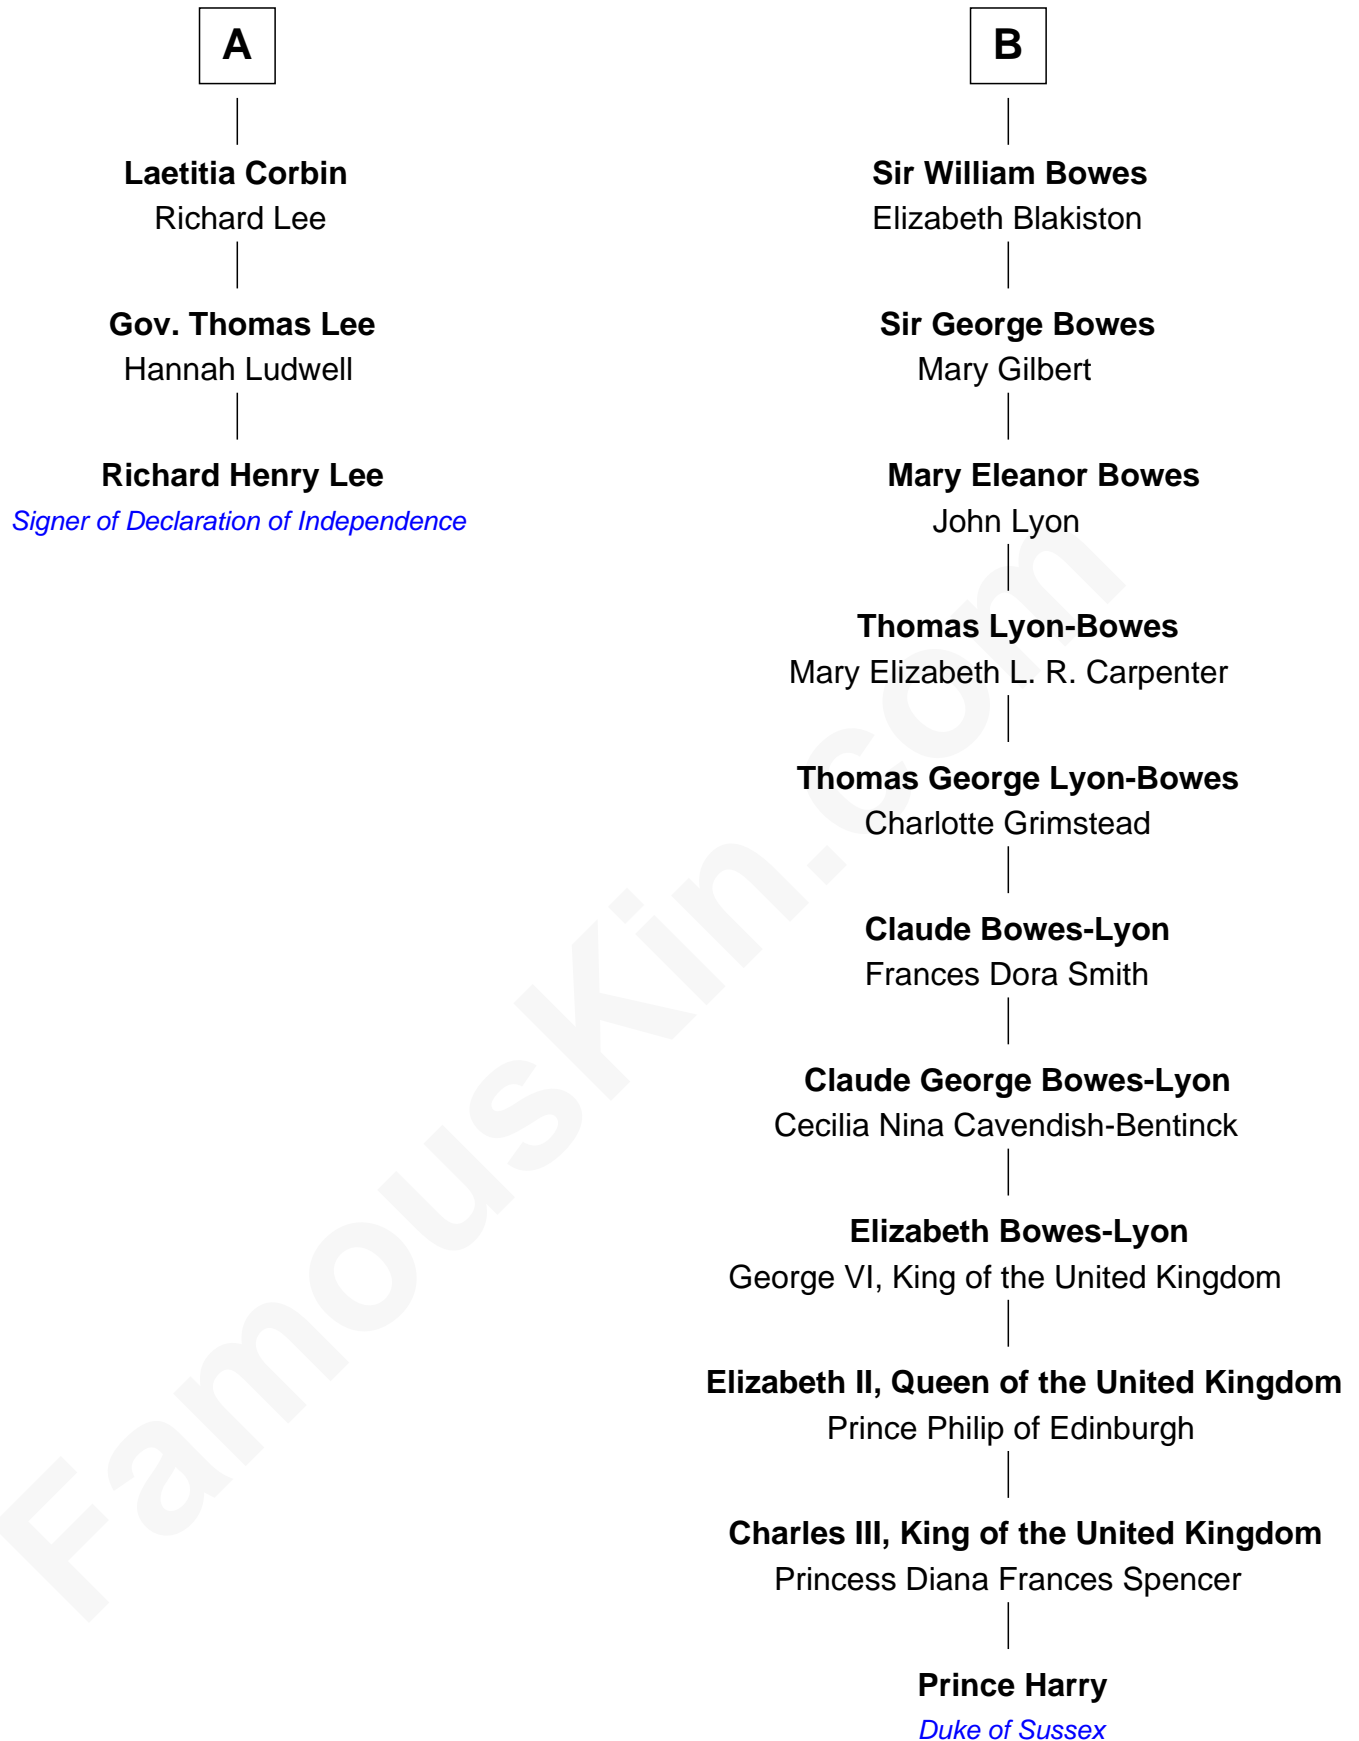 A
Laetitia Corbin
Richard Lee
Gov. Thomas Lee
Hannah Ludwell
Richard Henry Lee
Signer of Declaration of Independence
B
Sir William Bowes
Elizabeth Blakiston
Sir George Bowes
Mary Gilbert
Mary Eleanor Bowes
John Lyon
Thomas Lyon-Bowes
Mary Elizabeth L. R. Carpenter
Thomas George Lyon-Bowes
Charlotte Grimstead
Claude Bowes-Lyon
Frances Dora Smith
Claude George Bowes-Lyon
Cecilia Nina Cavendish-Bentinck
Elizabeth Bowes-Lyon
George VI, King of the United Kingdom
Elizabeth II, Queen of the United Kingdom
Prince Philip of Edinburgh
Charles III, King of the United Kingdom
Princess Diana Frances Spencer
Prince Harry
Duke of Sussex
FamousKin.com